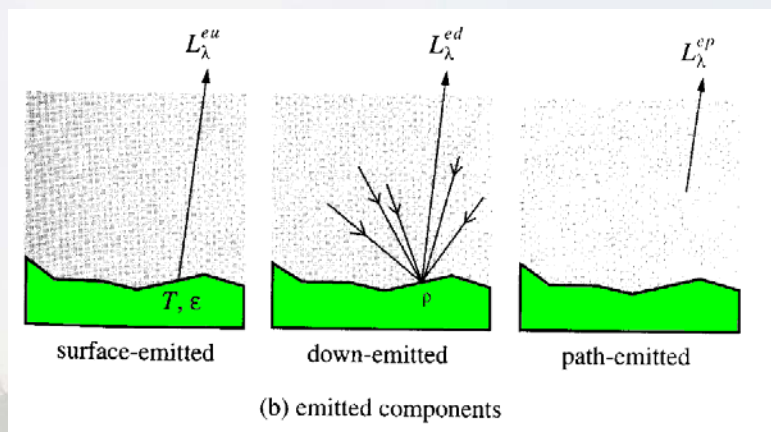 L_λ^eu L_λ^ed L_λ^ep
T, ε ρ
surface-emitted down-emitted path-emitted
(b) emitted components